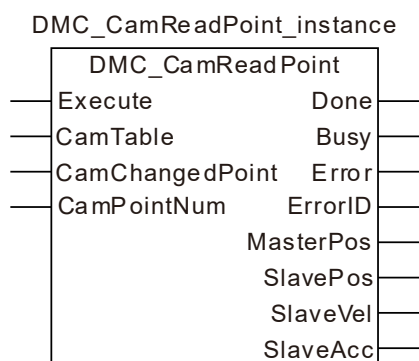 DMC_CamReadPoint_instance
DMC_CamReadPoint
Execute Done
CamTable Busy
CamChangedPoint Error
CamPointNum ErrorID
MasterPos
SlavePos
SlaveVel
SlaveAcc